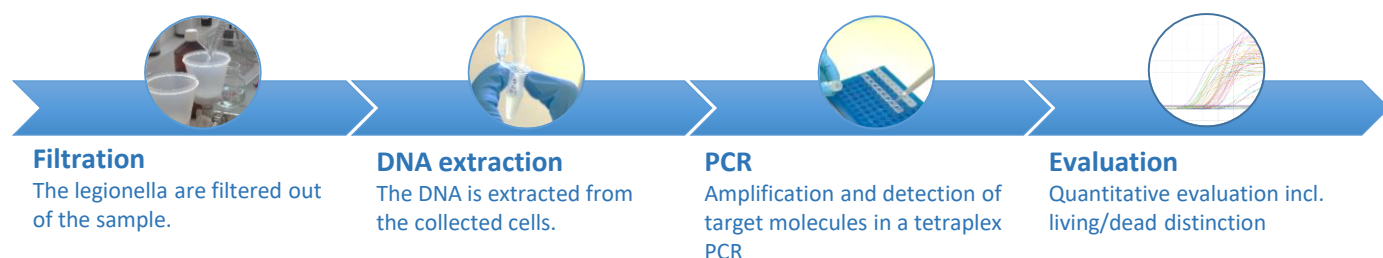 Filtration
The legionella are filtered out
of the sample.
DNA extraction
The DNA is extracted from
the collected cells.
PCR
Amplification and detection of
target molecules in a tetraplex
PCR
Evaluation
Quantitative evaluation incl.
living/dead distinction